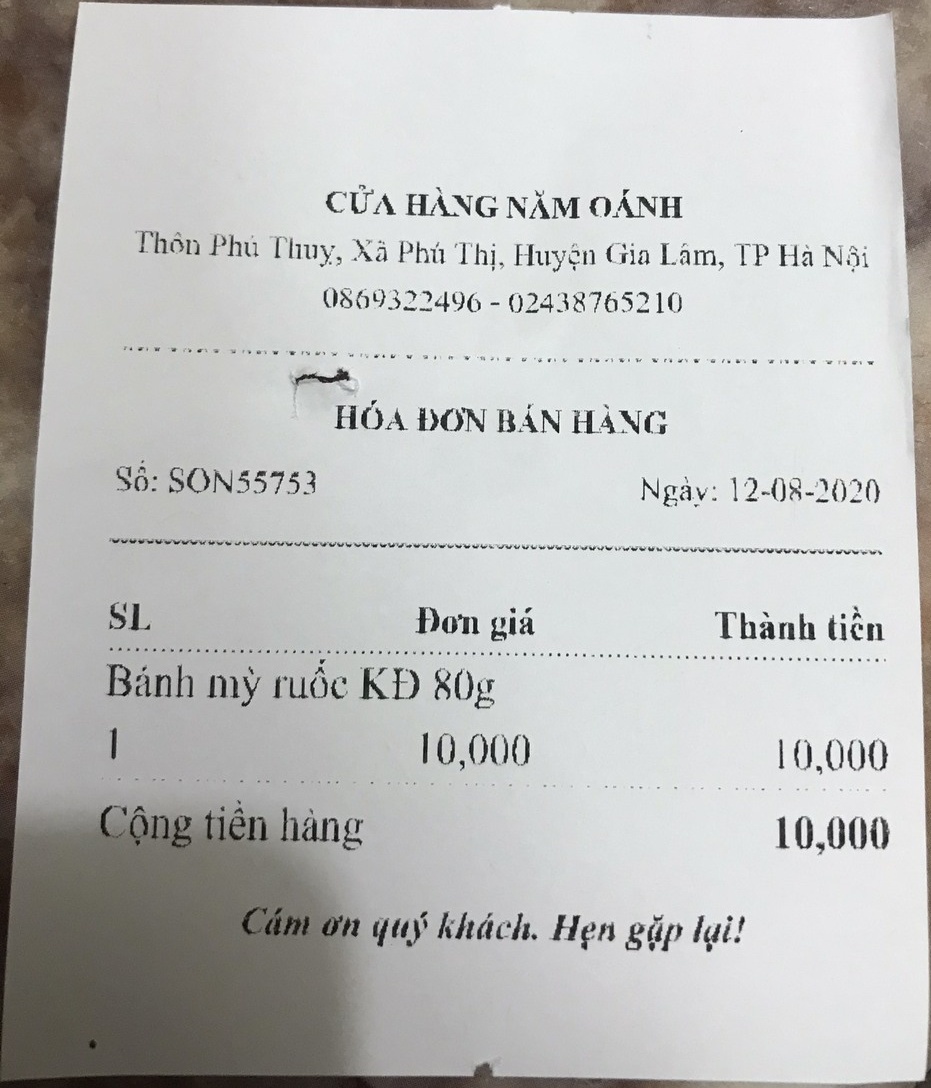 CỬA HÀNG NĂM OÁNH
Thôn Phú Thuỵ, Xã Phú Thị, Huyện Gia Lâm, TP Hà Nội
0869322496 - 02438765210
HÓA ĐƠN BÁN HÀNG
Số: SON55753 Ngày: 12-08-2020
SL Đơn giá Thành tiền
Bánh mỳ ruốc KĐ 80g
1 10,000 10,000
Cộng tiền hàng 10,000
Cám ơn quý khách. Hẹn gặp lại!